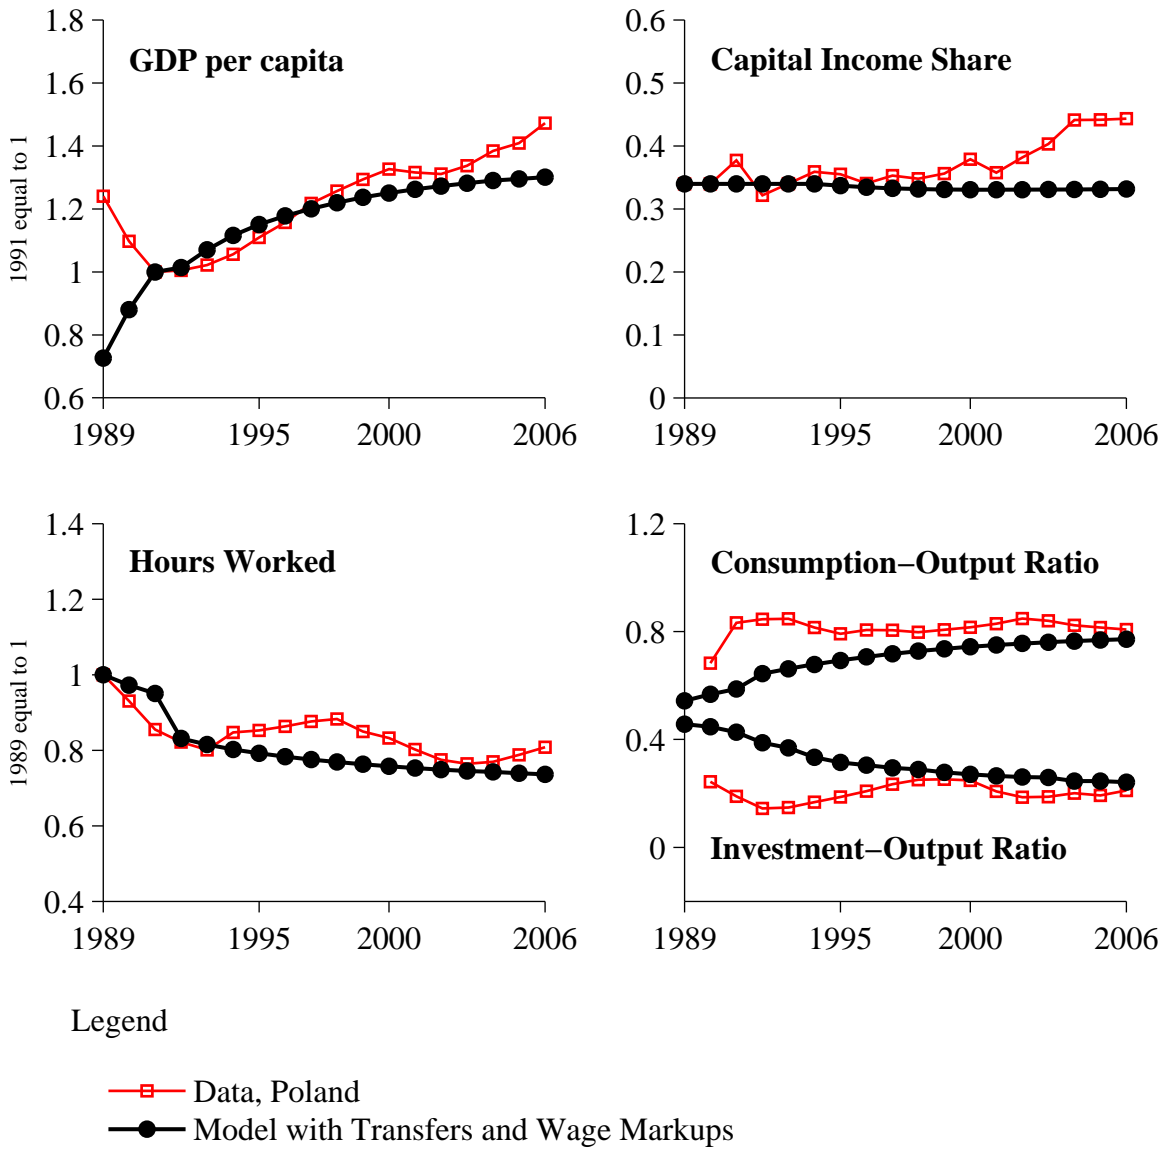 GDP per capita
1991 equal to 1
1.8
1.6
1.4
1.2
1
0.8
0.6
1989 1995 2000 2006
Capital Income Share
0.6
0.5
0.4
0.3
0.2
0.1
0
1989 1995 2000 2006
Hours Worked
1989 equal to 1
1.4
1.2
1
0.8
0.6
0.4
1989 1995 2000 2006
Consumption–Output Ratio
1.2
0.8
0.4
0
Investment–Output Ratio
1989 1995 2000 2006
Legend
Data, Poland
Model with Transfers and Wage Markups